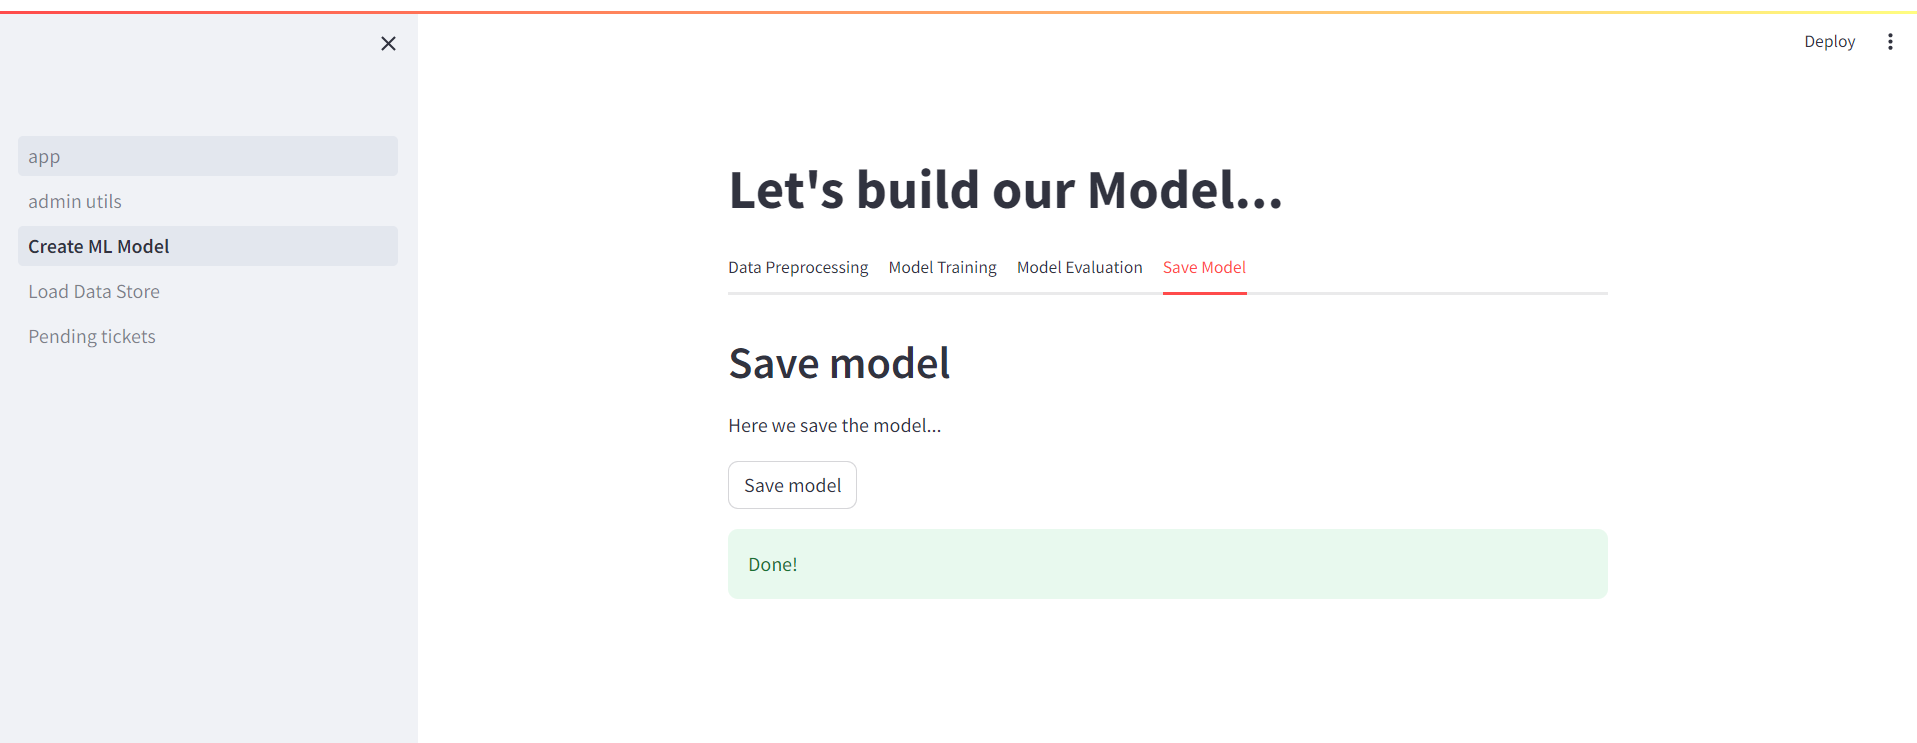 Deploy
app
admin utils
Create ML Model
Load Data Store
Pending tickets
Let's build our Model...
Data Preprocessing Model Training Model Evaluation Save Model
Save model
Here we save the model...
Save model
Done!